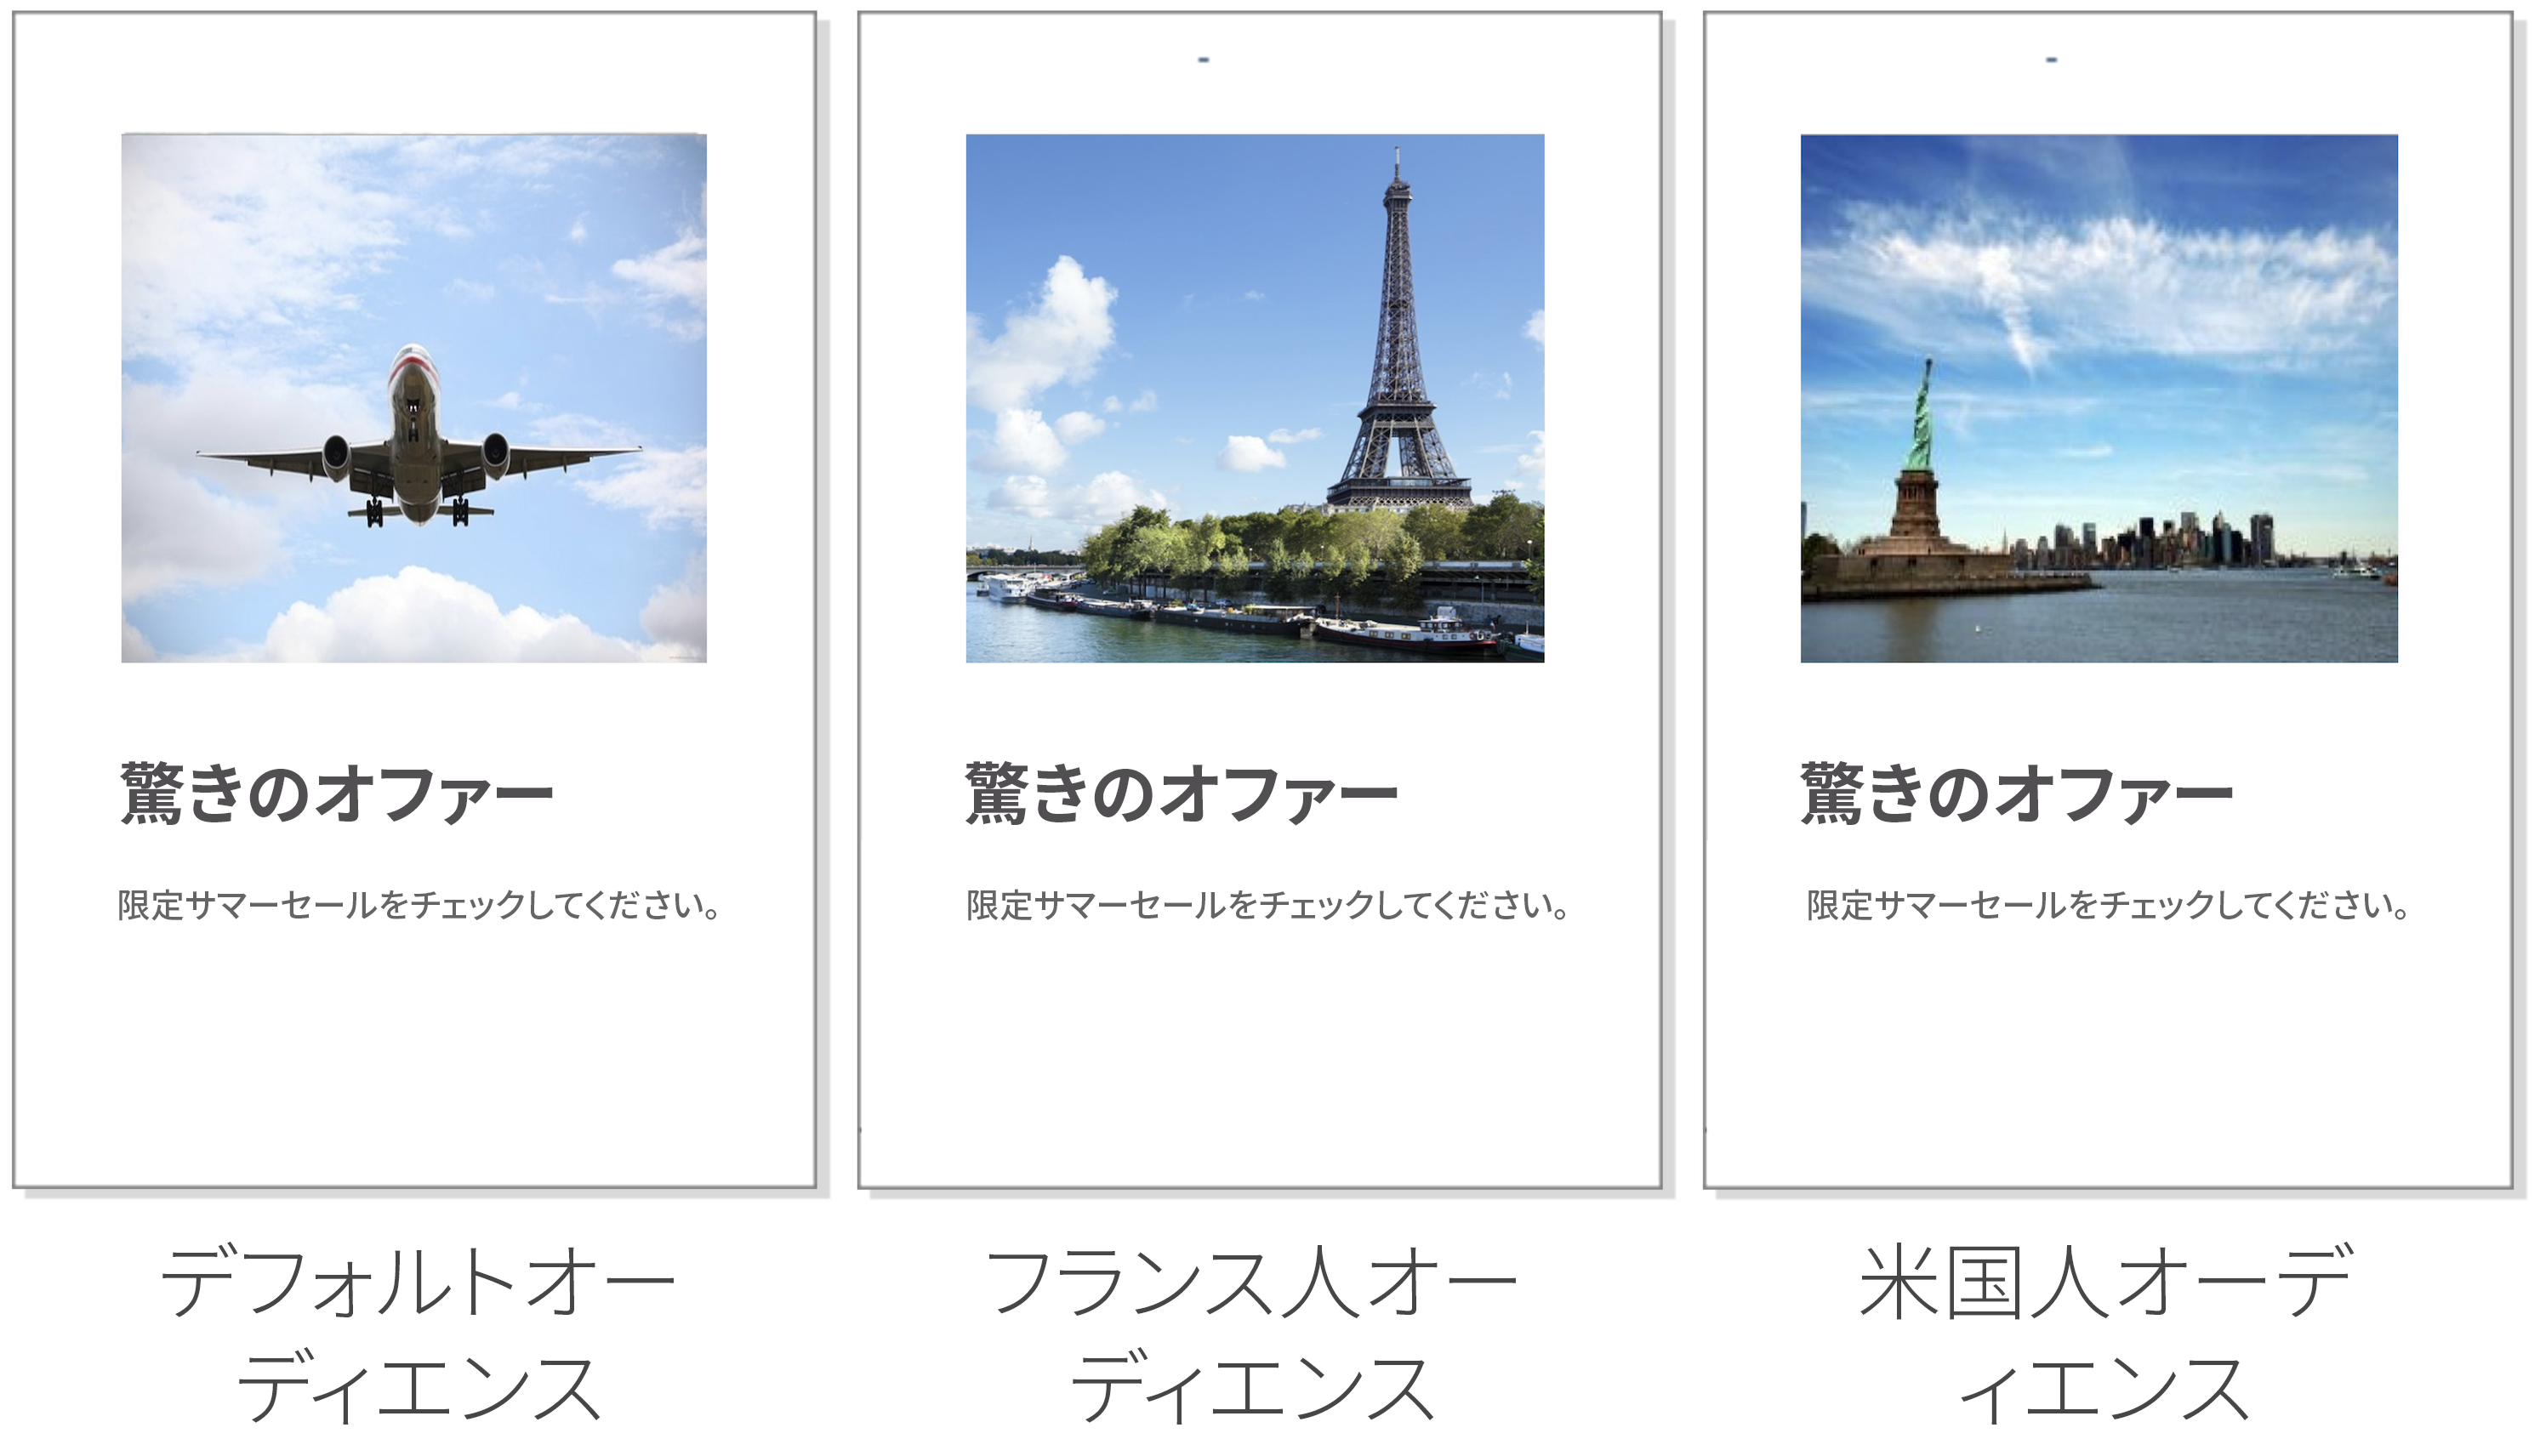 驚きのオファー
限定サマーセールをチェックしてください。
デフォルトオー
ディエンス
驚きのオファー
限定サマーセールをチェックしてください。
フランス人オー
ディエンス
驚きのオファー
限定サマーセールをチェックしてください。
米国人オーデ
ィエンス